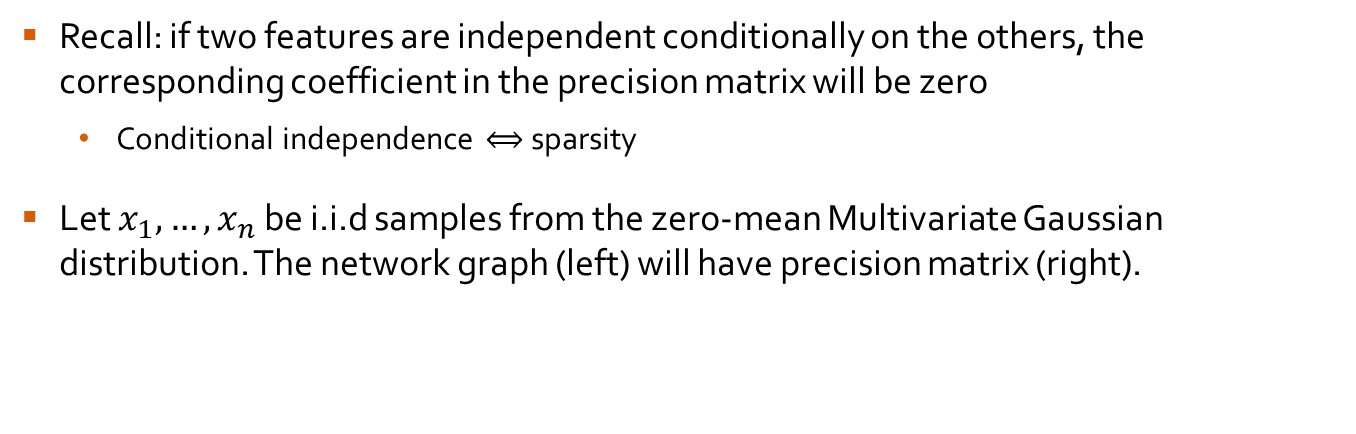 ▪ Recall: if two features are independent conditionally on the others, the
corresponding coefficient in the precision matrix will be zero
• Conditional independence ⟺ sparsity
▪ Let x₁, … , xₙ be i.i.d samples from the zero-mean Multivariate Gaussian
distribution. The network graph (left) will have precision matrix (right).